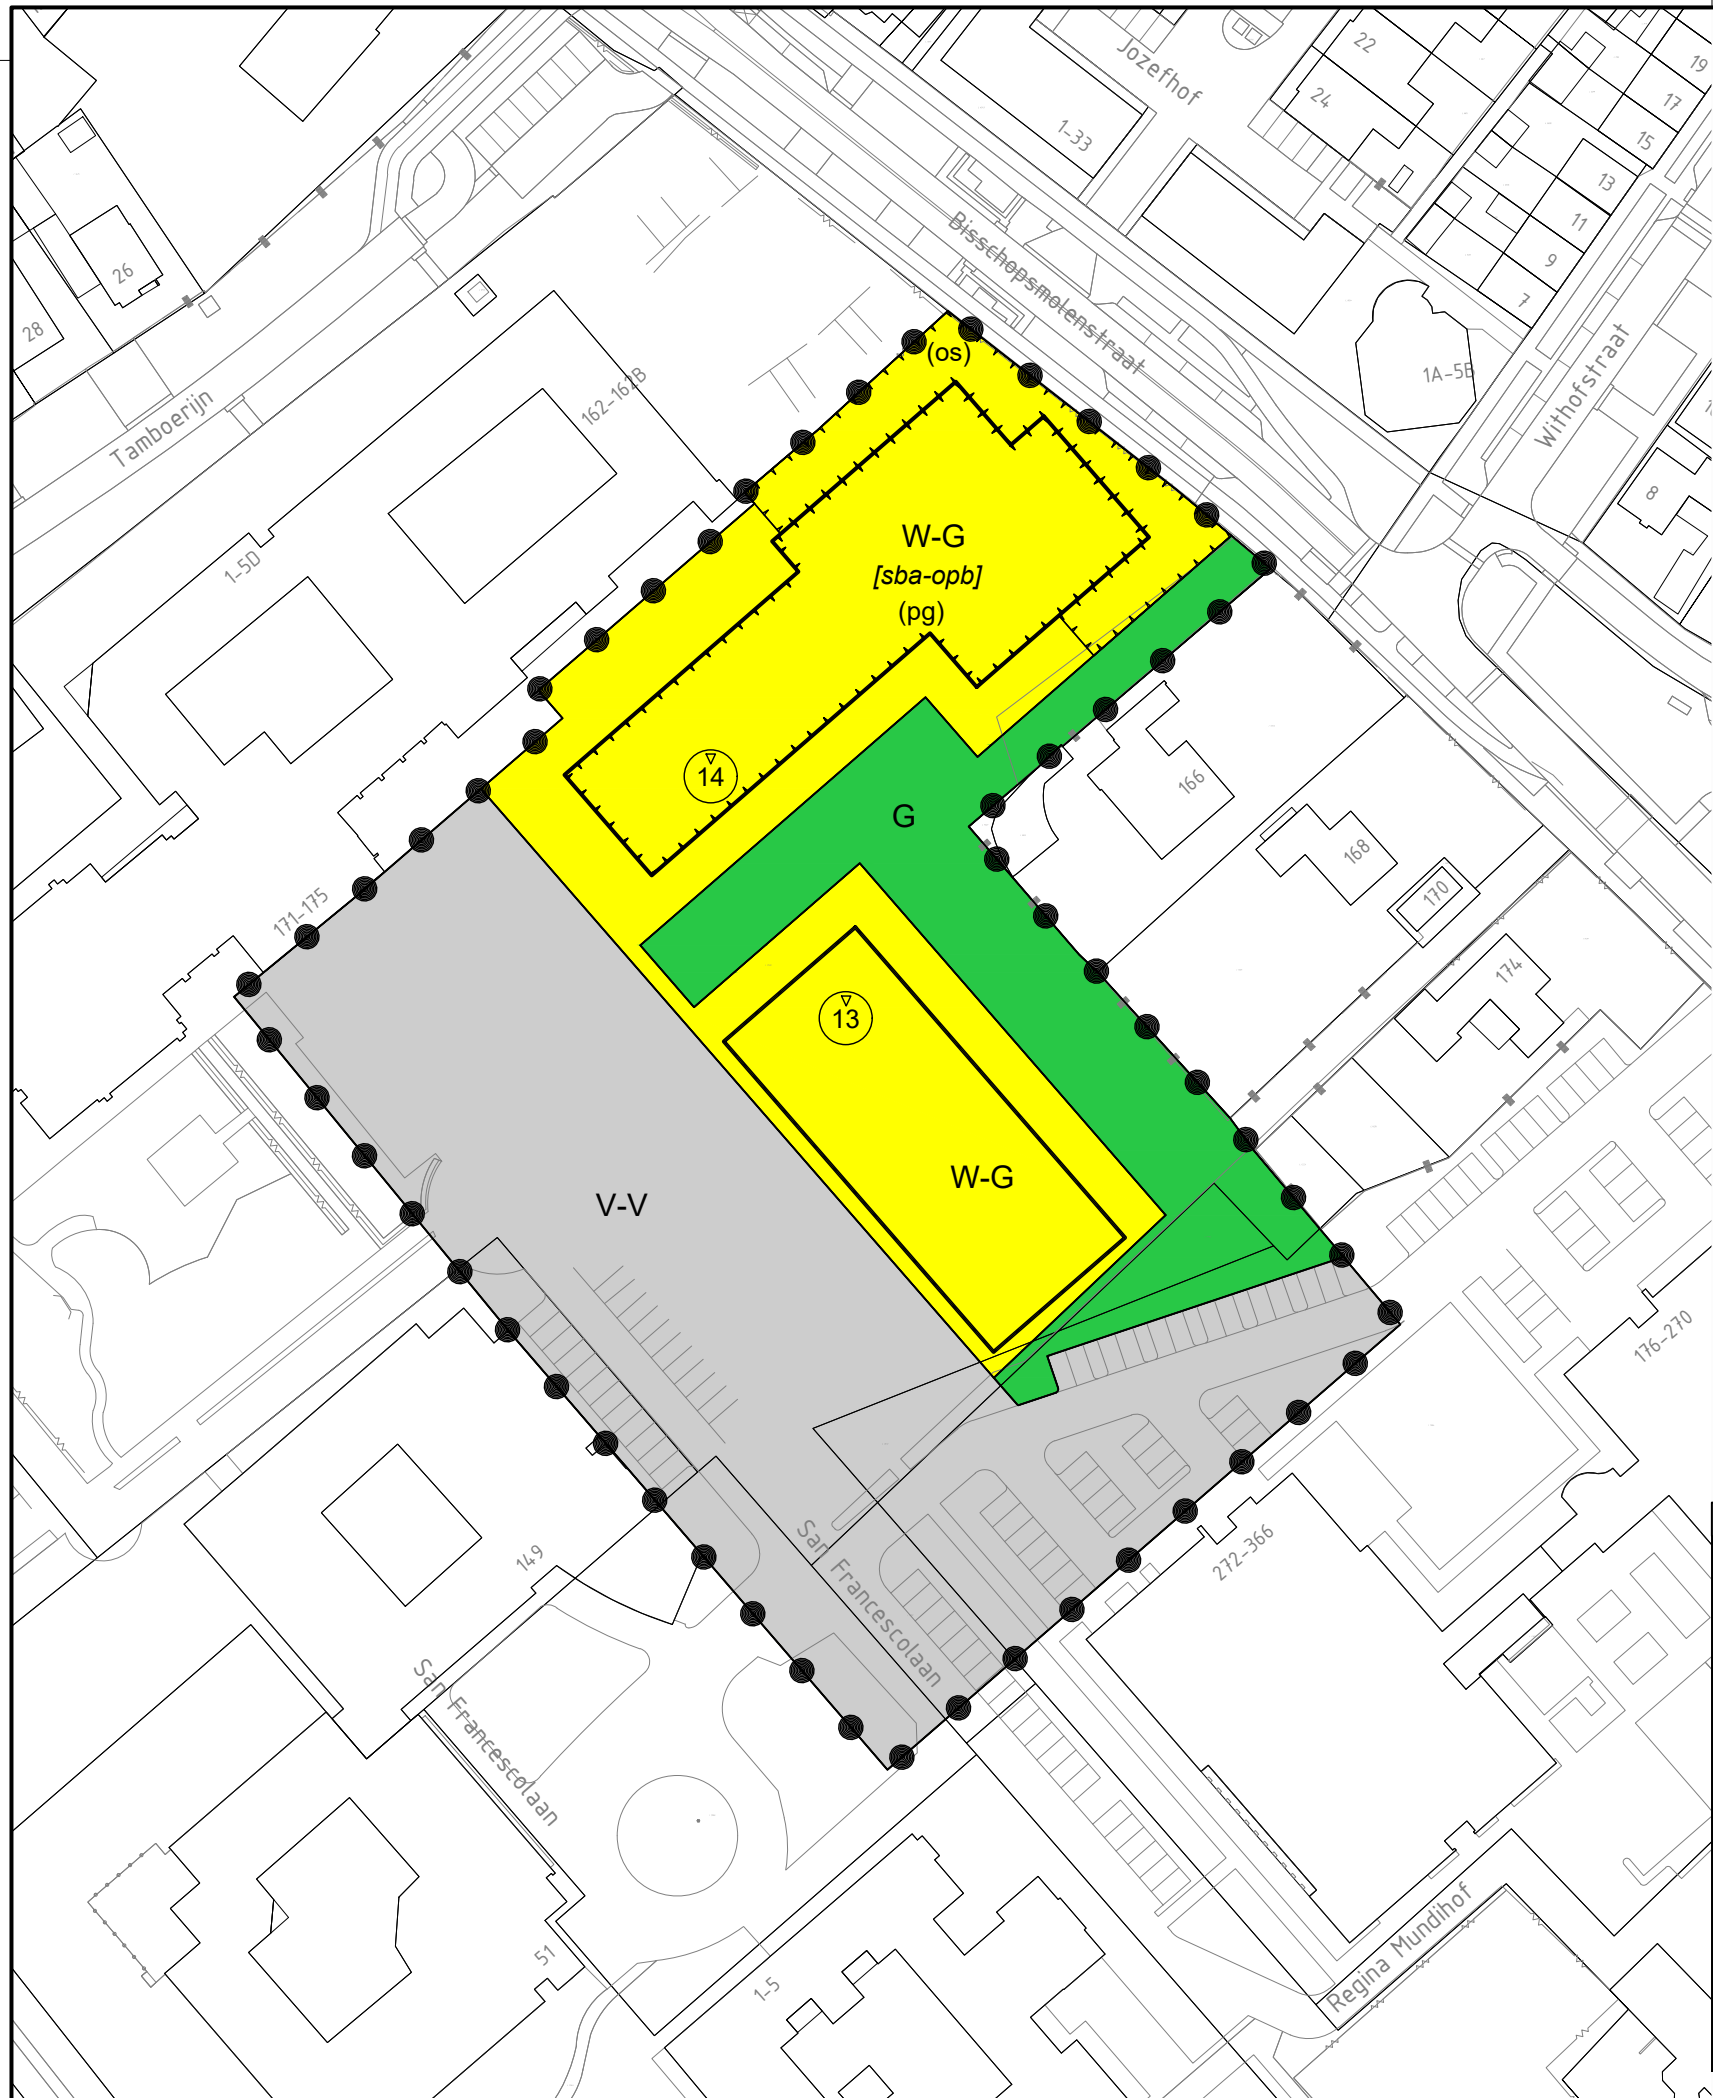 Jozefhof
22
19
24
17
1-33
15
13
11
Bisschopsmolenstraat
9
26
7
28
Withofstraat
(os)
1A-5B
162-162B
Tamboerijn
8
W-G
1-5D
[sba-opb]
(pg)
14
166
G
168
170
171-175
174
13
W-G
V-V
176-270
San Francescolaan
272-366
149
San Francescolaan
Regina Mundihof
51
1-5